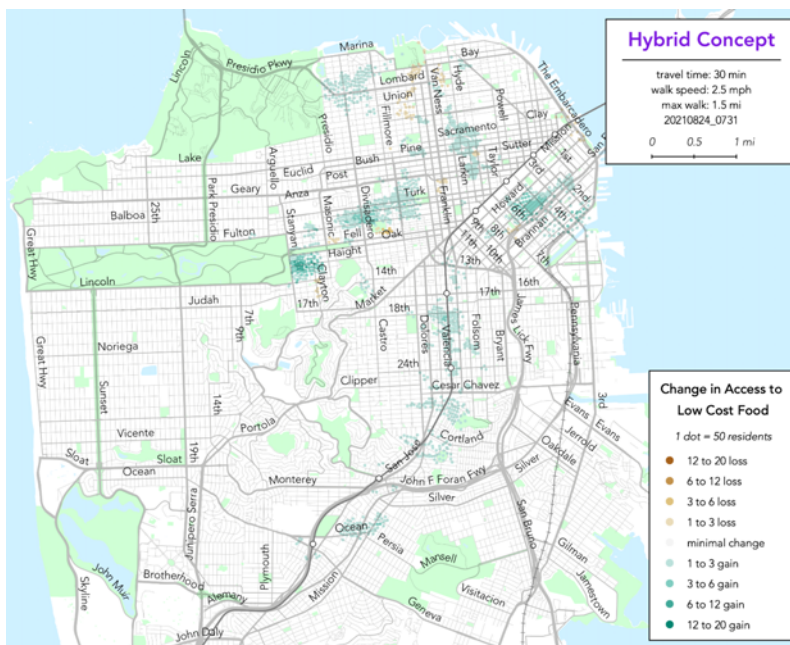 Hybrid Concept
travel time: 30 min
walk speed: 2.5 mph
max walk: 1.5 mi
20210824_0731
0 0.5 1 mi
Marina
Bay
Lincoln
Presidio Pkwy
Lombard
Van Ness
Hyde
Powell
The Embarcadero
Union
Fillmore
Presidio
Clay
Sacramento
Mission
1st
Sutter
Pine
Larkin
Taylor
3rd
Lake
Arguello
Euclid
Bush
Post
2nd
Geary
Anza
Masonic
Divisadero
Turk
Franklin
Howard
6th
4th
Balboa
25th
Park Presidio
Stanyan
8th
Brannan
Great Hwy
Fulton
Fell
Oak
9th
10th
7th
Haight
11th
Lincoln
Clayton
14th
13th
16th
Judah
17th
Market
18th
17th
7th
9th
Castro
Dolores
Valencia
Folsom
Bryant
James Lick Fwy
Pennsylvania
Noriega
Great Hwy
Sunset
24th
Clipper
Cesar Chavez
14th
3rd
Evans
Evans
Portola
Vicente
19th
Cortland
Jerrold
Sloat
Sloat
Ocean
San Jose
Oakdale
Monterey
John F Foran Fwy
Silver
Silver
Junipero Serra
San Bruno
Ocean
Plymouth
Persia
Gilman
Skyline
John Muir
Brotherhood
Mansell
Jamestown
Alemany
Mission
Visitacion
Geneva
John Daly
Change in Access to
Low Cost Food
1 dot = 50 residents
12 to 20 loss
6 to 12 loss
3 to 6 loss
1 to 3 loss
minimal change
1 to 3 gain
3 to 6 gain
6 to 12 gain
12 to 20 gain